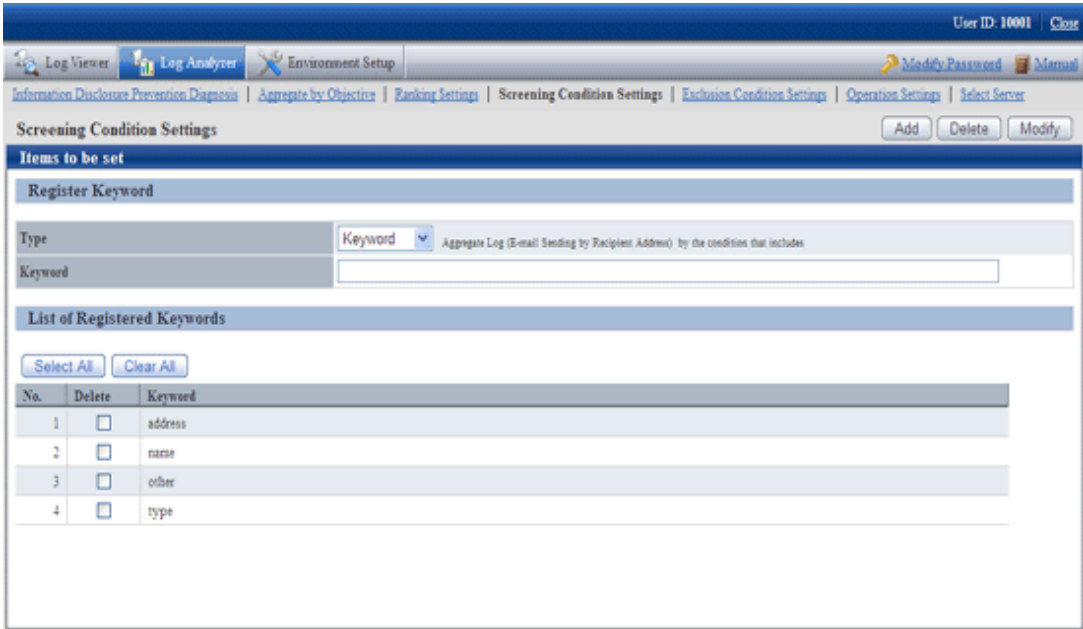 User ID: 10001 | Close
Log Viewer Log Analyzer Environment Setup Modify Password Manual
Information Disclosure Prevention Diagnosis | Aggregate by Objective | Ranking Settings | Screening Condition Settings | Exclusion Condition Settings | Operation Settings | Select Server
Screening Condition Settings Add Delete Modify
Items to be set
Register Keyword
Type Keyword Aggregate Log (E-mail Sending by Recipient Address) by the condition that includes
Keyword
List of Registered Keywords
Select All Clear All
No. Delete Keyword
1 address
2 name
3 other
4 type